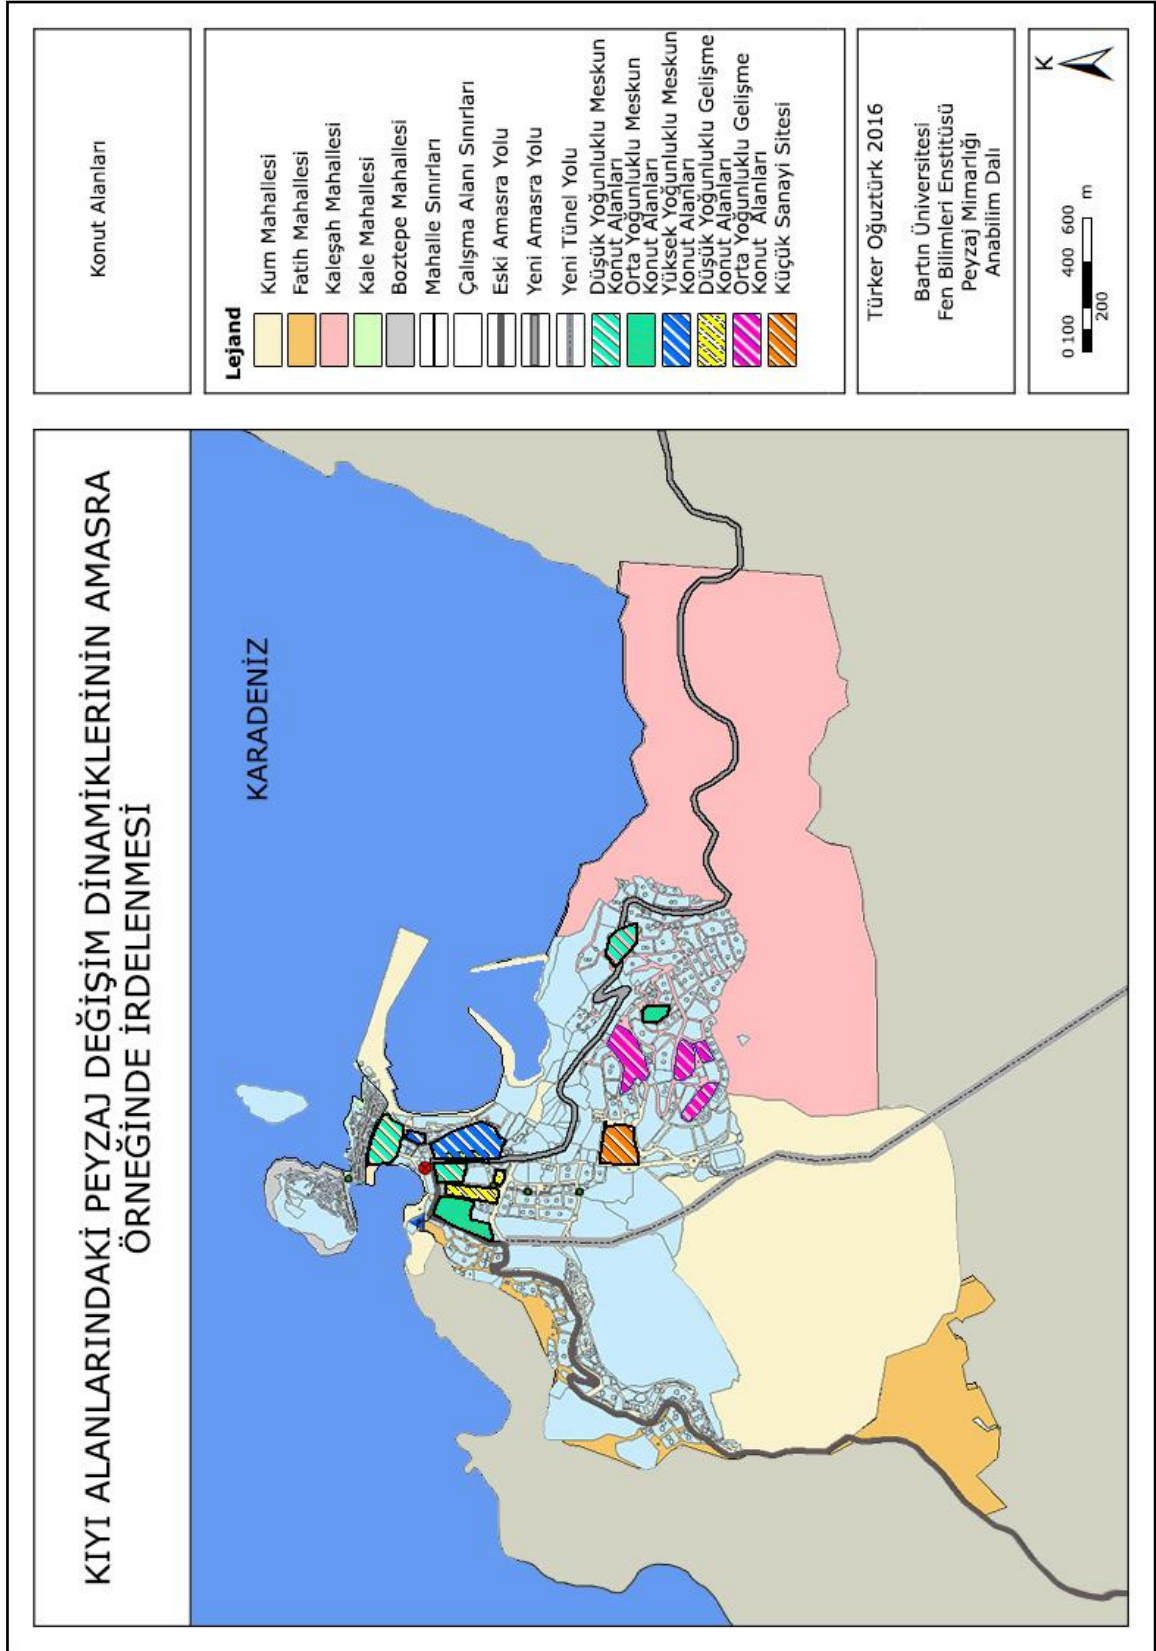 KIYI ALANLARINDAKİ PEYZAJ DEĞİŞİM DİNAMİKLERİNİN AMASRA
ÖRNEĞİNDE İRDELENMESİ
KARADENİZ
Konut Alanları
Lejand
Kum Mahallesi
Fatih Mahallesi
Kaleşah Mahallesi
Kale Mahallesi
Boztepe Mahallesi
Mahalle Sınırları
Çalışma Alanı Sınırları
Eski Amasra Yolu
Yeni Amasra Yolu
Yeni Tünel Yolu
Düşük Yoğunluklu Meskun
Konut Alanları
Orta Yoğunluklu Meskun
Konut Alanları
Yüksek Yoğunluklu Meskun
Konut Alanları
Düşük Yoğunluklu Gelişme
Konut Alanları
Orta Yoğunluklu Gelişme
Konut Alanları
Küçük Sanayi Sitesi
Türker Oğuztürk 2016
Bartın Üniversitesi
Fen Bilimleri Enstitüsü
Peyzaj Mimarlığı
Anabilim Dalı
K
0 100 400 600 m
200